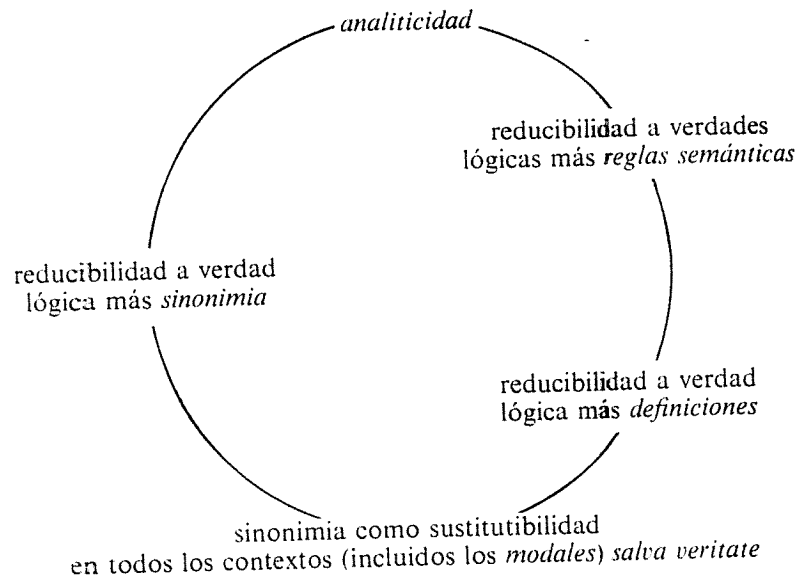 analiticidad
reducibilidad a verdades
lógicas más reglas semánticas
reducibilidad a verdad
lógica más sinonimia
reducibilidad a verdad
lógica más definiciones
sinonimia como sustitutibilidad
en todos los contextos (incluidos los modales) salva veritate